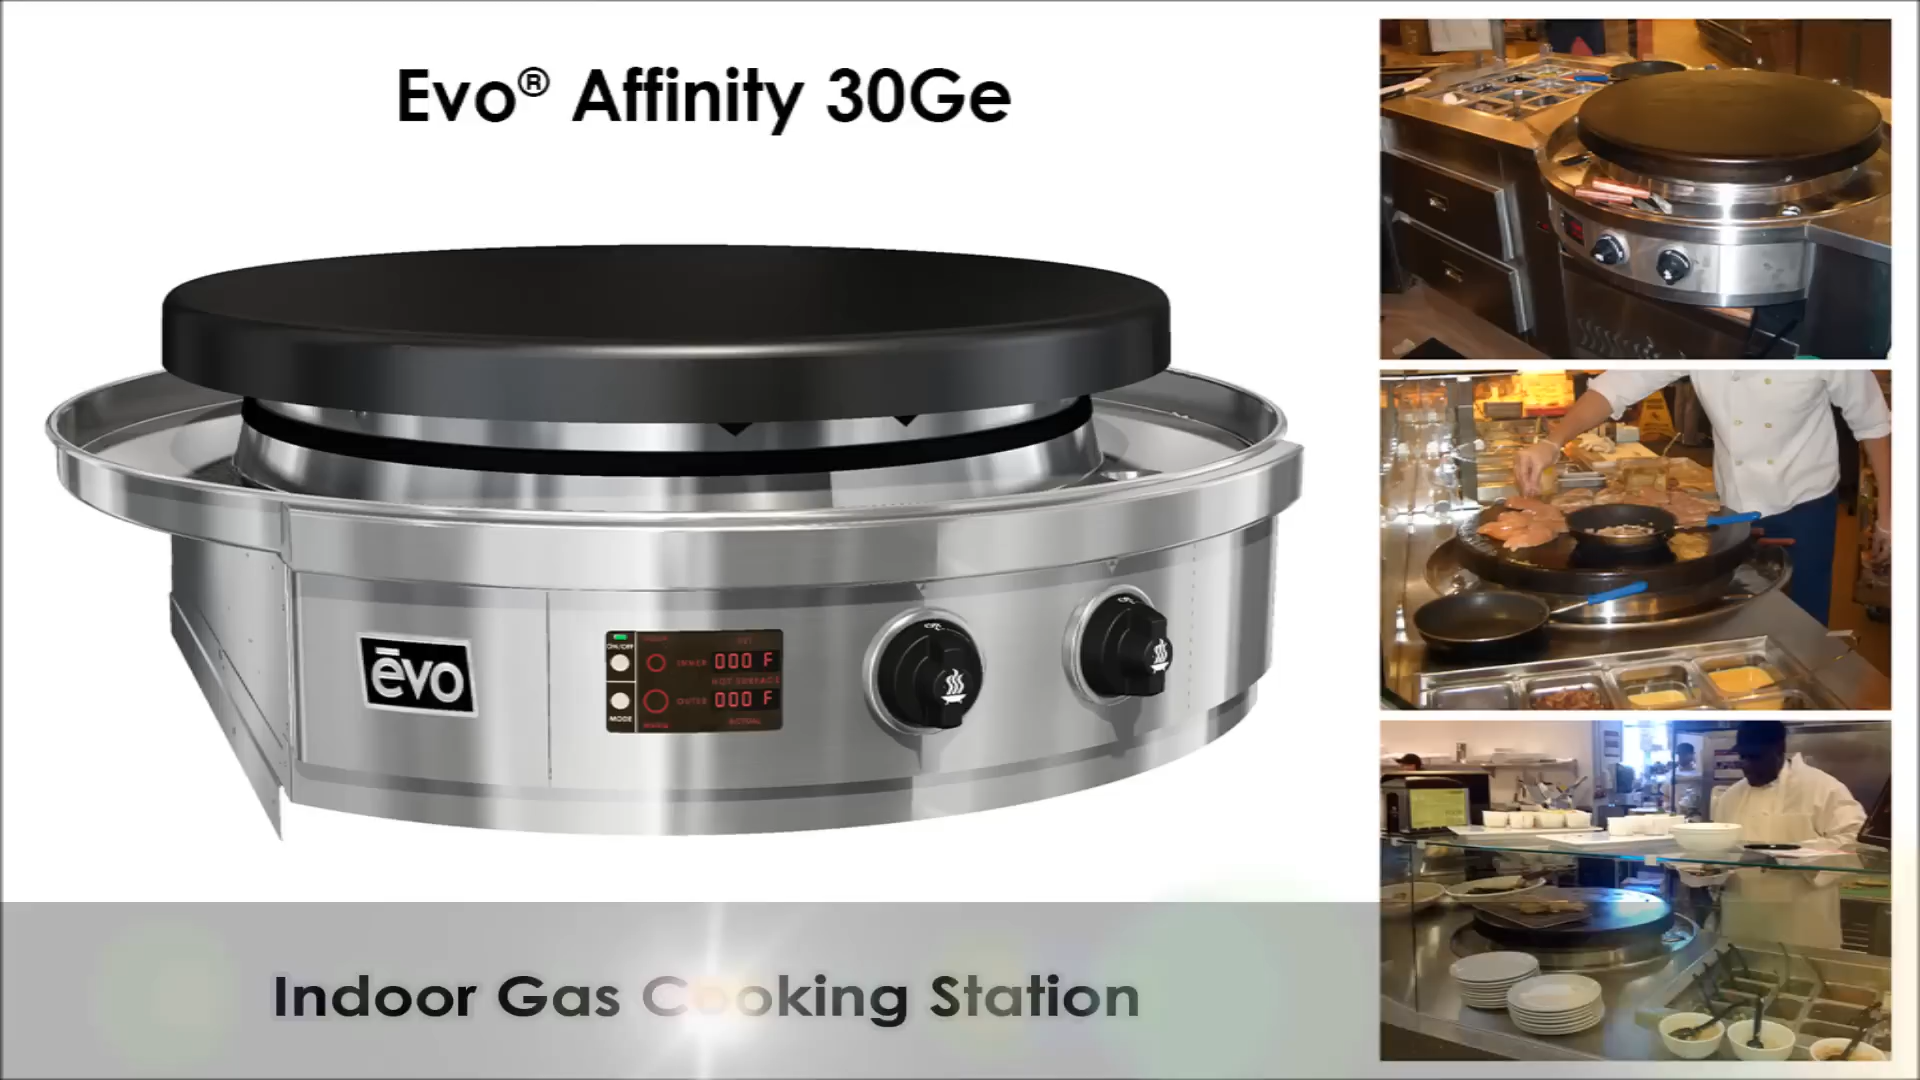 Evo® Affinity 30Ge
ēvo
ON/OFF
MODE
INNER 000 F
HOT SURFACE
OUTER 000 F
ACTUAL
Indoor Gas Cooking Station